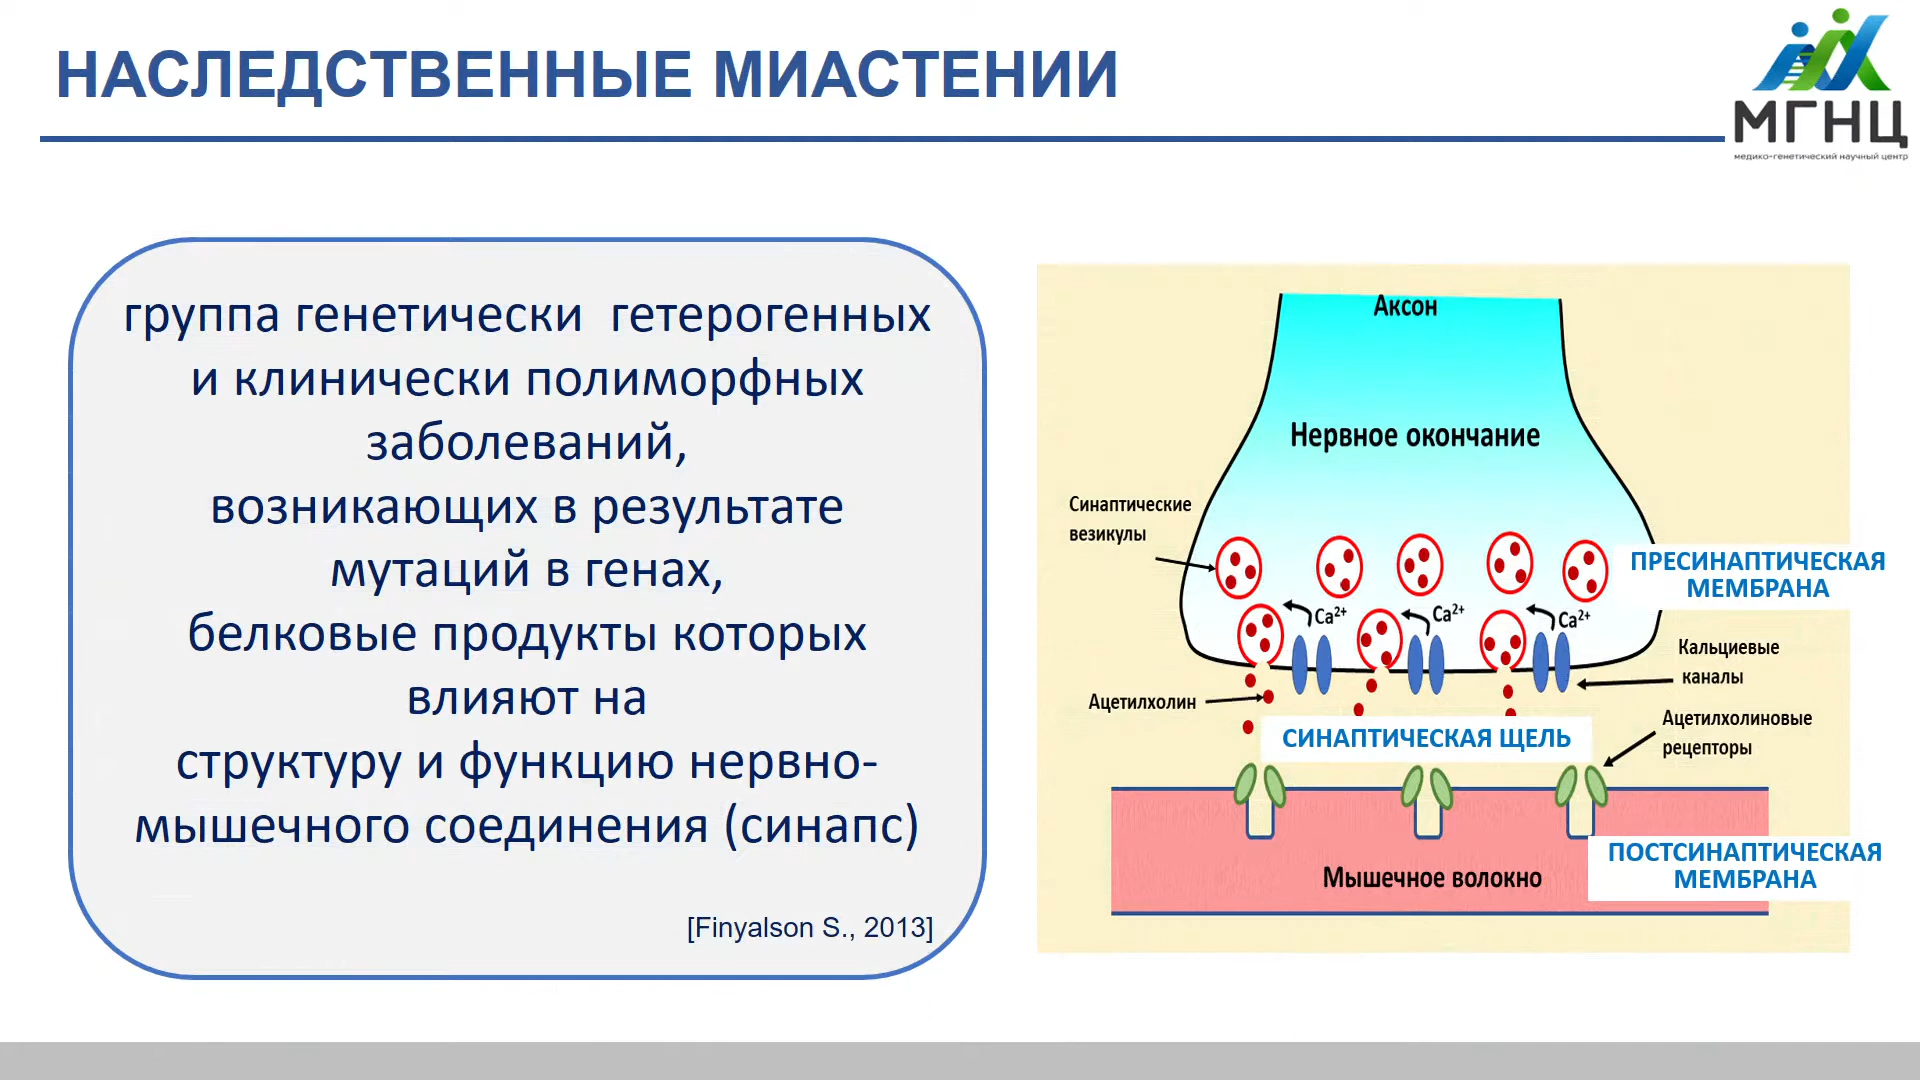 НАСЛЕДСТВЕННЫЕ МИАСТЕНИИ
МГНЦ
медико-генетический научный центр
группа генетически гетерогенных
и клинически полиморфных
заболеваний,
возникающих в результате
мутаций в генах,
белковые продукты которых
влияют на
структуру и функцию нервно-
мышечного соединения (синапс)
[Finyalson S., 2013]
Аксон
Нервное окончание
Синаптические
везикулы
ПРЕСИНАПТИЧЕСКАЯ
МЕМБРАНА
Ca2+
Ca2+
Ca2+
Кальциевые
каналы
Ацетилхолин
Ацетилхолиновые
рецепторы
СИНАПТИЧЕСКАЯ ЩЕЛЬ
ПОСТСИНАПТИЧЕСКАЯ
МЕМБРАНА
Мышечное волокно